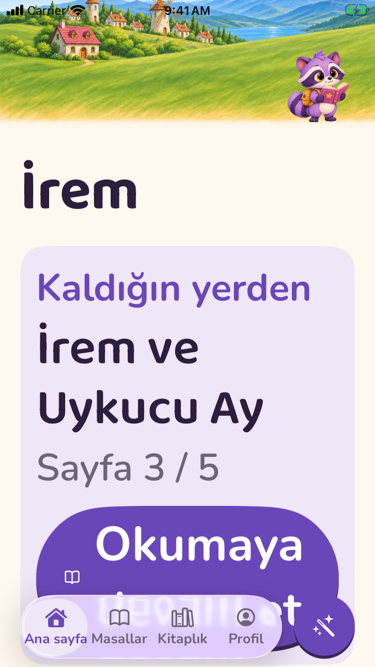 Carrier 9:41 AM
İrem
Kaldığın yerden
İrem ve
Uykucu Ay
Sayfa 3 / 5
Okumaya
Ana sayfa Masallar Kitaplık Profil